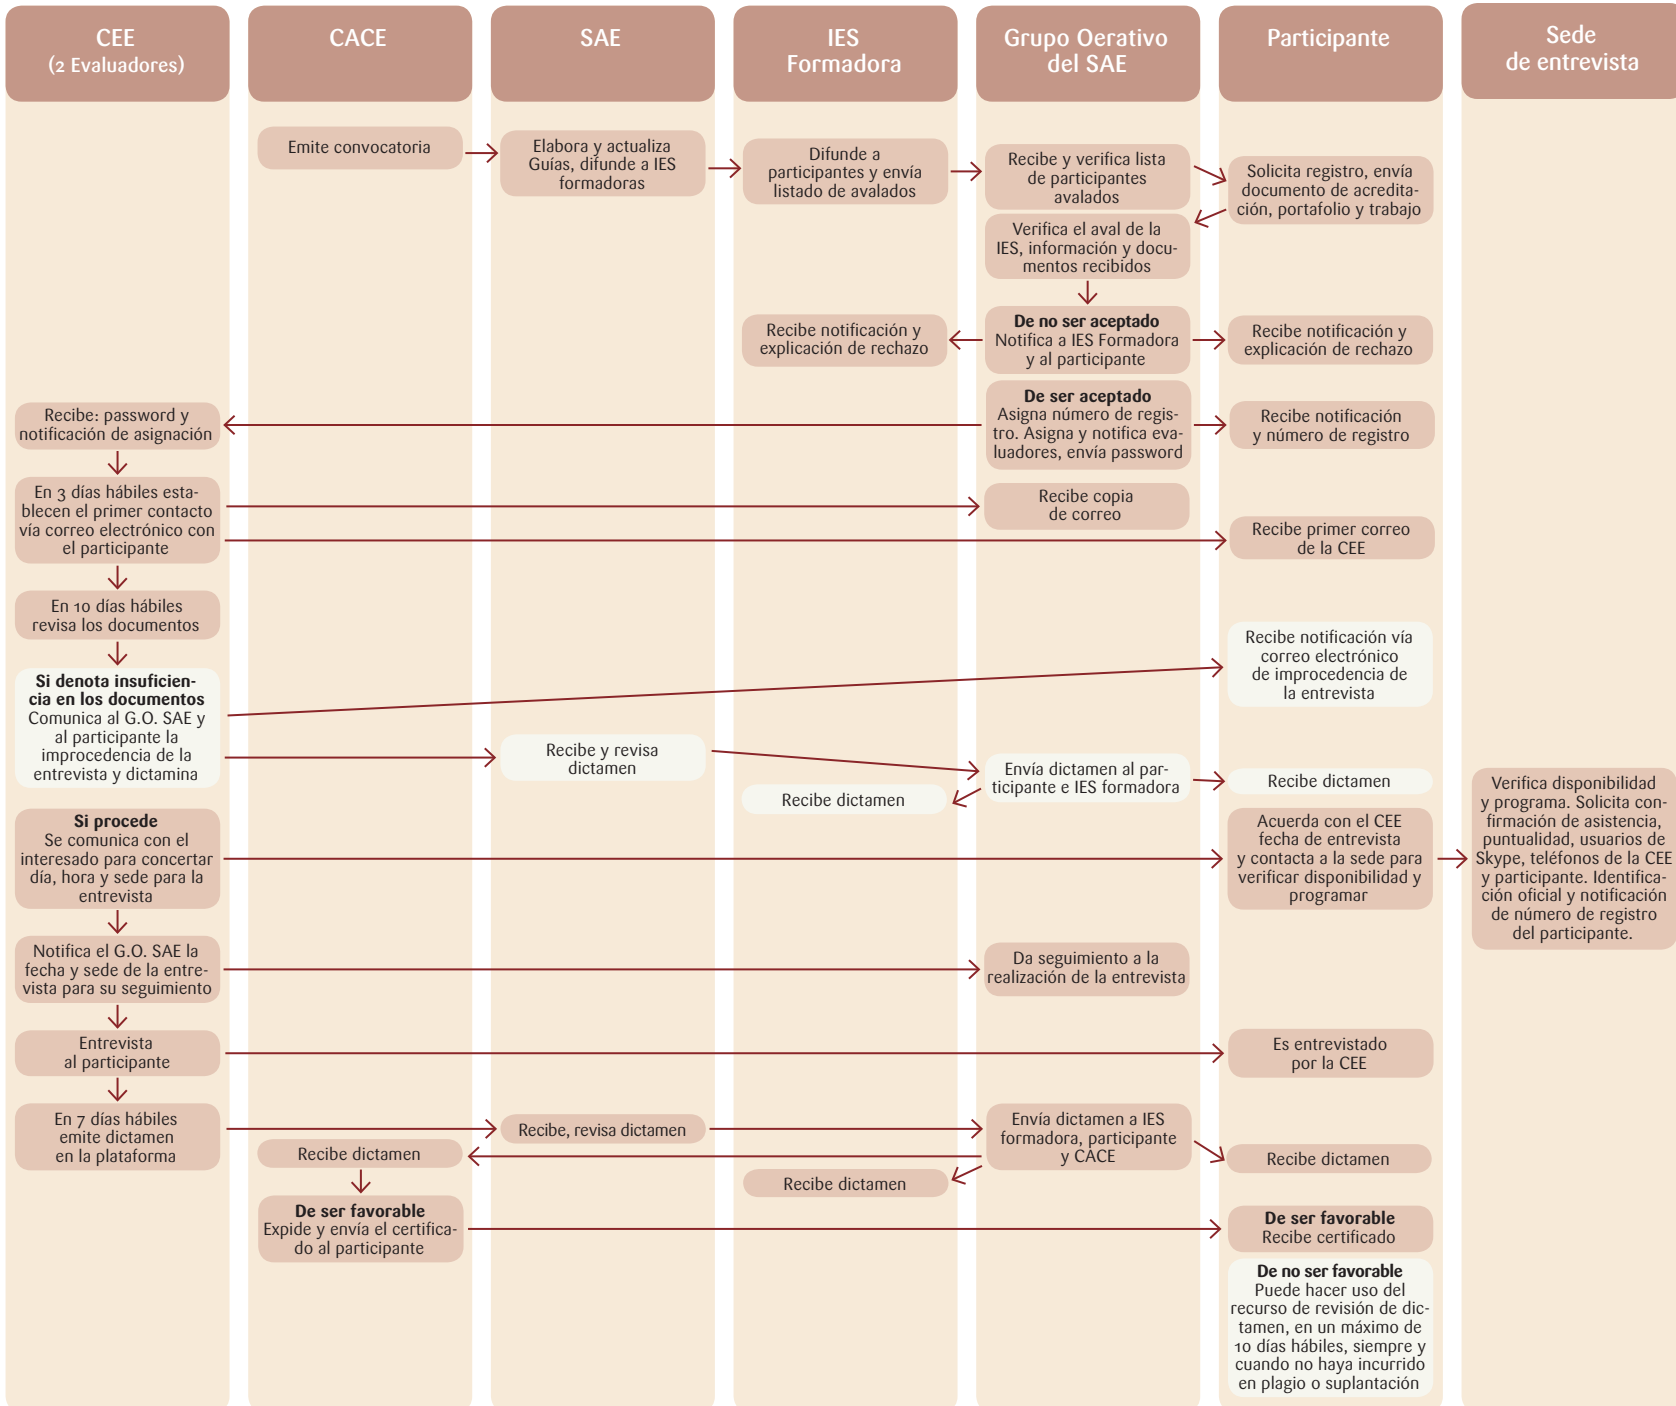 CEE
(2 Evaluadores)
CACE
SAE
IES
Formadora
Grupo Oerativo
del SAE
Participante
Sede
de entrevista
Emite convocatoria
Elabora y actualiza
Guías, difunde a IES
formadoras
Difunde a
participantes y envía
listado de avalados
Recibe y verifica lista
de participantes
avalados
Solicita registro, envía
documento de acredita-
ción, portafolio y trabajo
Verifica el aval de la
IES, información y docu-
mentos recibidos
Recibe notificación y
explicación de rechazo
De no ser aceptado
Notifica a IES Formadora
y al participante
Recibe notificación y
explicación de rechazo
Recibe: password y
notificación de asignación
De ser aceptado
Asigna número de regis-
tro. Asigna y notifica eva-
luadores, envía password
Recibe notificación
y número de registro
En 3 días hábiles esta-
blecen el primer contacto
vía correo electrónico con
el participante
Recibe copia
de correo
Recibe primer correo
de la CEE
En 10 días hábiles
revisa los documentos
Si denota insuficien-
cia en los documentos
Comunica al G.O. SAE y
al participante la
improcedencia de la
entrevista y dictamina
Recibe notificación vía
correo electrónico
de improcedencia de
la entrevista
Recibe y revisa
dictamen
Recibe dictamen
Envía dictamen al par-
ticipante e IES formadora
Recibe dictamen
Si procede
Se comunica con el
interesado para concertar
día, hora y sede para la
entrevista
Acuerda con el CEE
fecha de entrevista
y contacta a la sede para
verificar disponibilidad y
programar
Verifica disponibilidad
y programa. Solicita con-
firmación de asistencia,
puntualidad, usuarios de
Skype, teléfonos de la CEE
y participante. Identifica-
ción oficial y notificación
de número de registro
del participante.
Notifica el G.O. SAE la
fecha y sede de la entre-
vista para su seguimiento
Da seguimiento a la
realización de la entrevista
Entrevista
al participante
Es entrevistado
por la CEE
En 7 días hábiles
emite dictamen
en la plataforma
Recibe, revisa dictamen
Envía dictamen a IES
formadora, participante
y CACE
Recibe dictamen
Recibe dictamen
Recibe dictamen
De ser favorable
Expide y envía el certifica-
do al participante
De ser favorable
Recibe certificado
De no ser favorable
Puede hacer uso del
recurso de revisión de dic-
tamen, en un máximo de
10 días hábiles, siempre y
cuando no haya incurrido
en plagio o suplantación